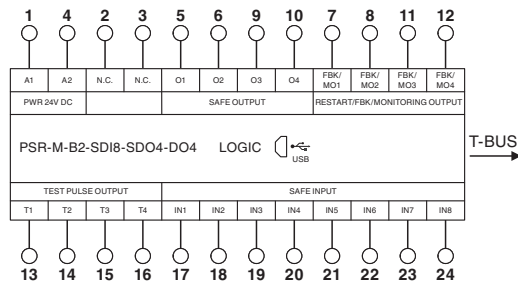 1 4 2 3 5 6 9 10 7 8 11 12
A1 A2 N.C. N.C. O1 O2 O3 O4 FBK/ MO1 FBK/ MO2 FBK/ MO3 FBK/ MO4
PWR 24V DC SAFE OUTPUT RESTART/FBK/MONITORING OUTPUT
PSR-M-B2-SDI8-SDO4-DO4 LOGIC USB
T-BUS
TEST PULSE OUTPUT SAFE INPUT
T1 T2 T3 T4 IN1 IN2 IN3 IN4 IN5 IN6 IN7 IN8
13 14 15 16 17 18 19 20 21 22 23 24